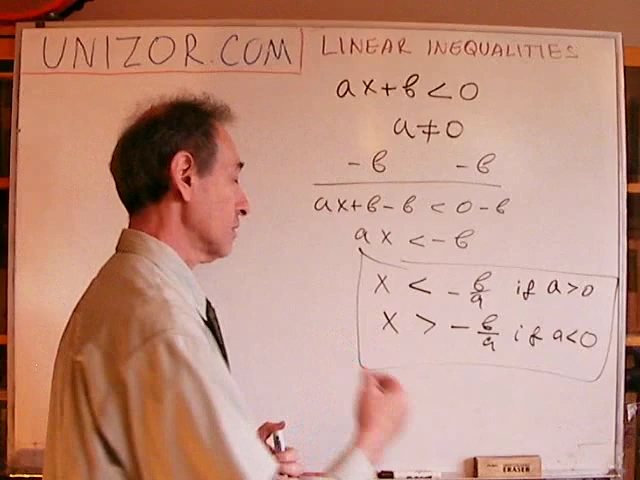 UNIZOR.COM
LINEAR INEQUALITIES
ax+b<0
a≠0
-b -b
ax+b-b < 0-b
ax <-b
x < -b/a if a>0
x > -b/a if a<0
ERASER